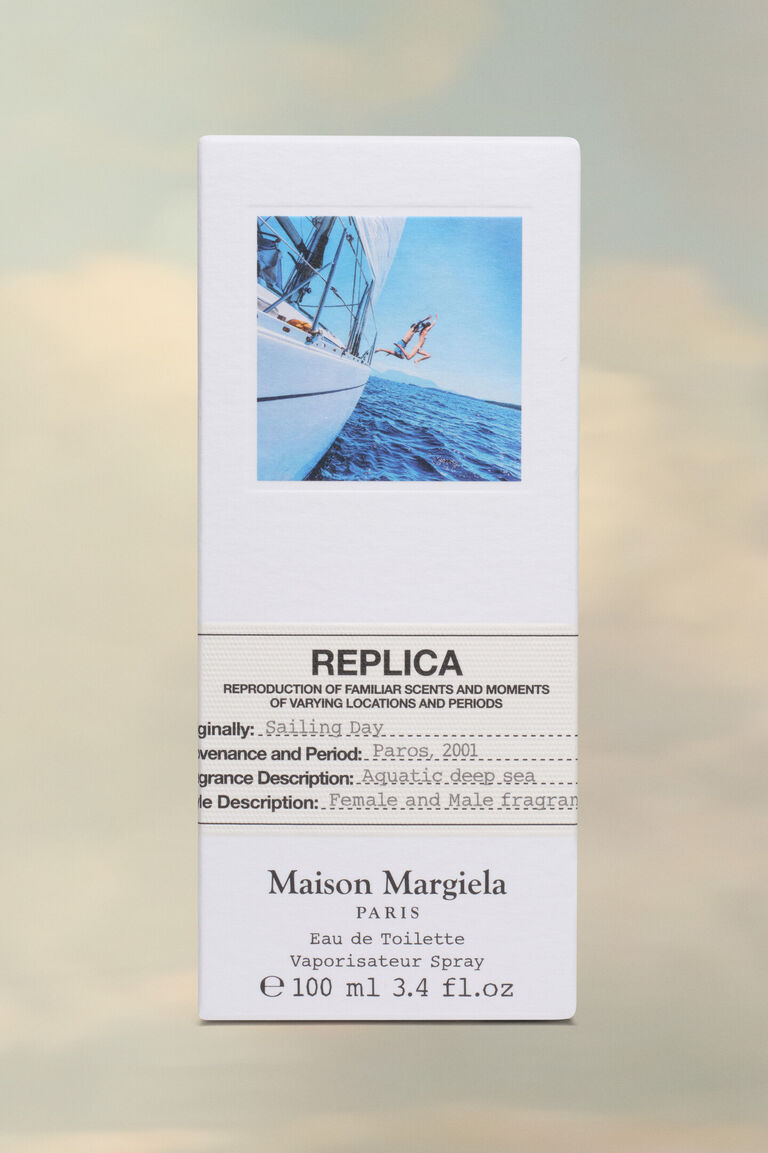 REPLICA
REPRODUCTION OF FAMILIAR SCENTS AND MOMENTS
OF VARYING LOCATIONS AND PERIODS
ginally: Sailing Day
venance and Period: Paros, 2001
grance Description: Aquatic deep sea
le Description: Female and Male fragran
Maison Margiela
PARIS
Eau de Toilette
Vaporisateur Spray
℮ 100 ml 3.4 fl.oz